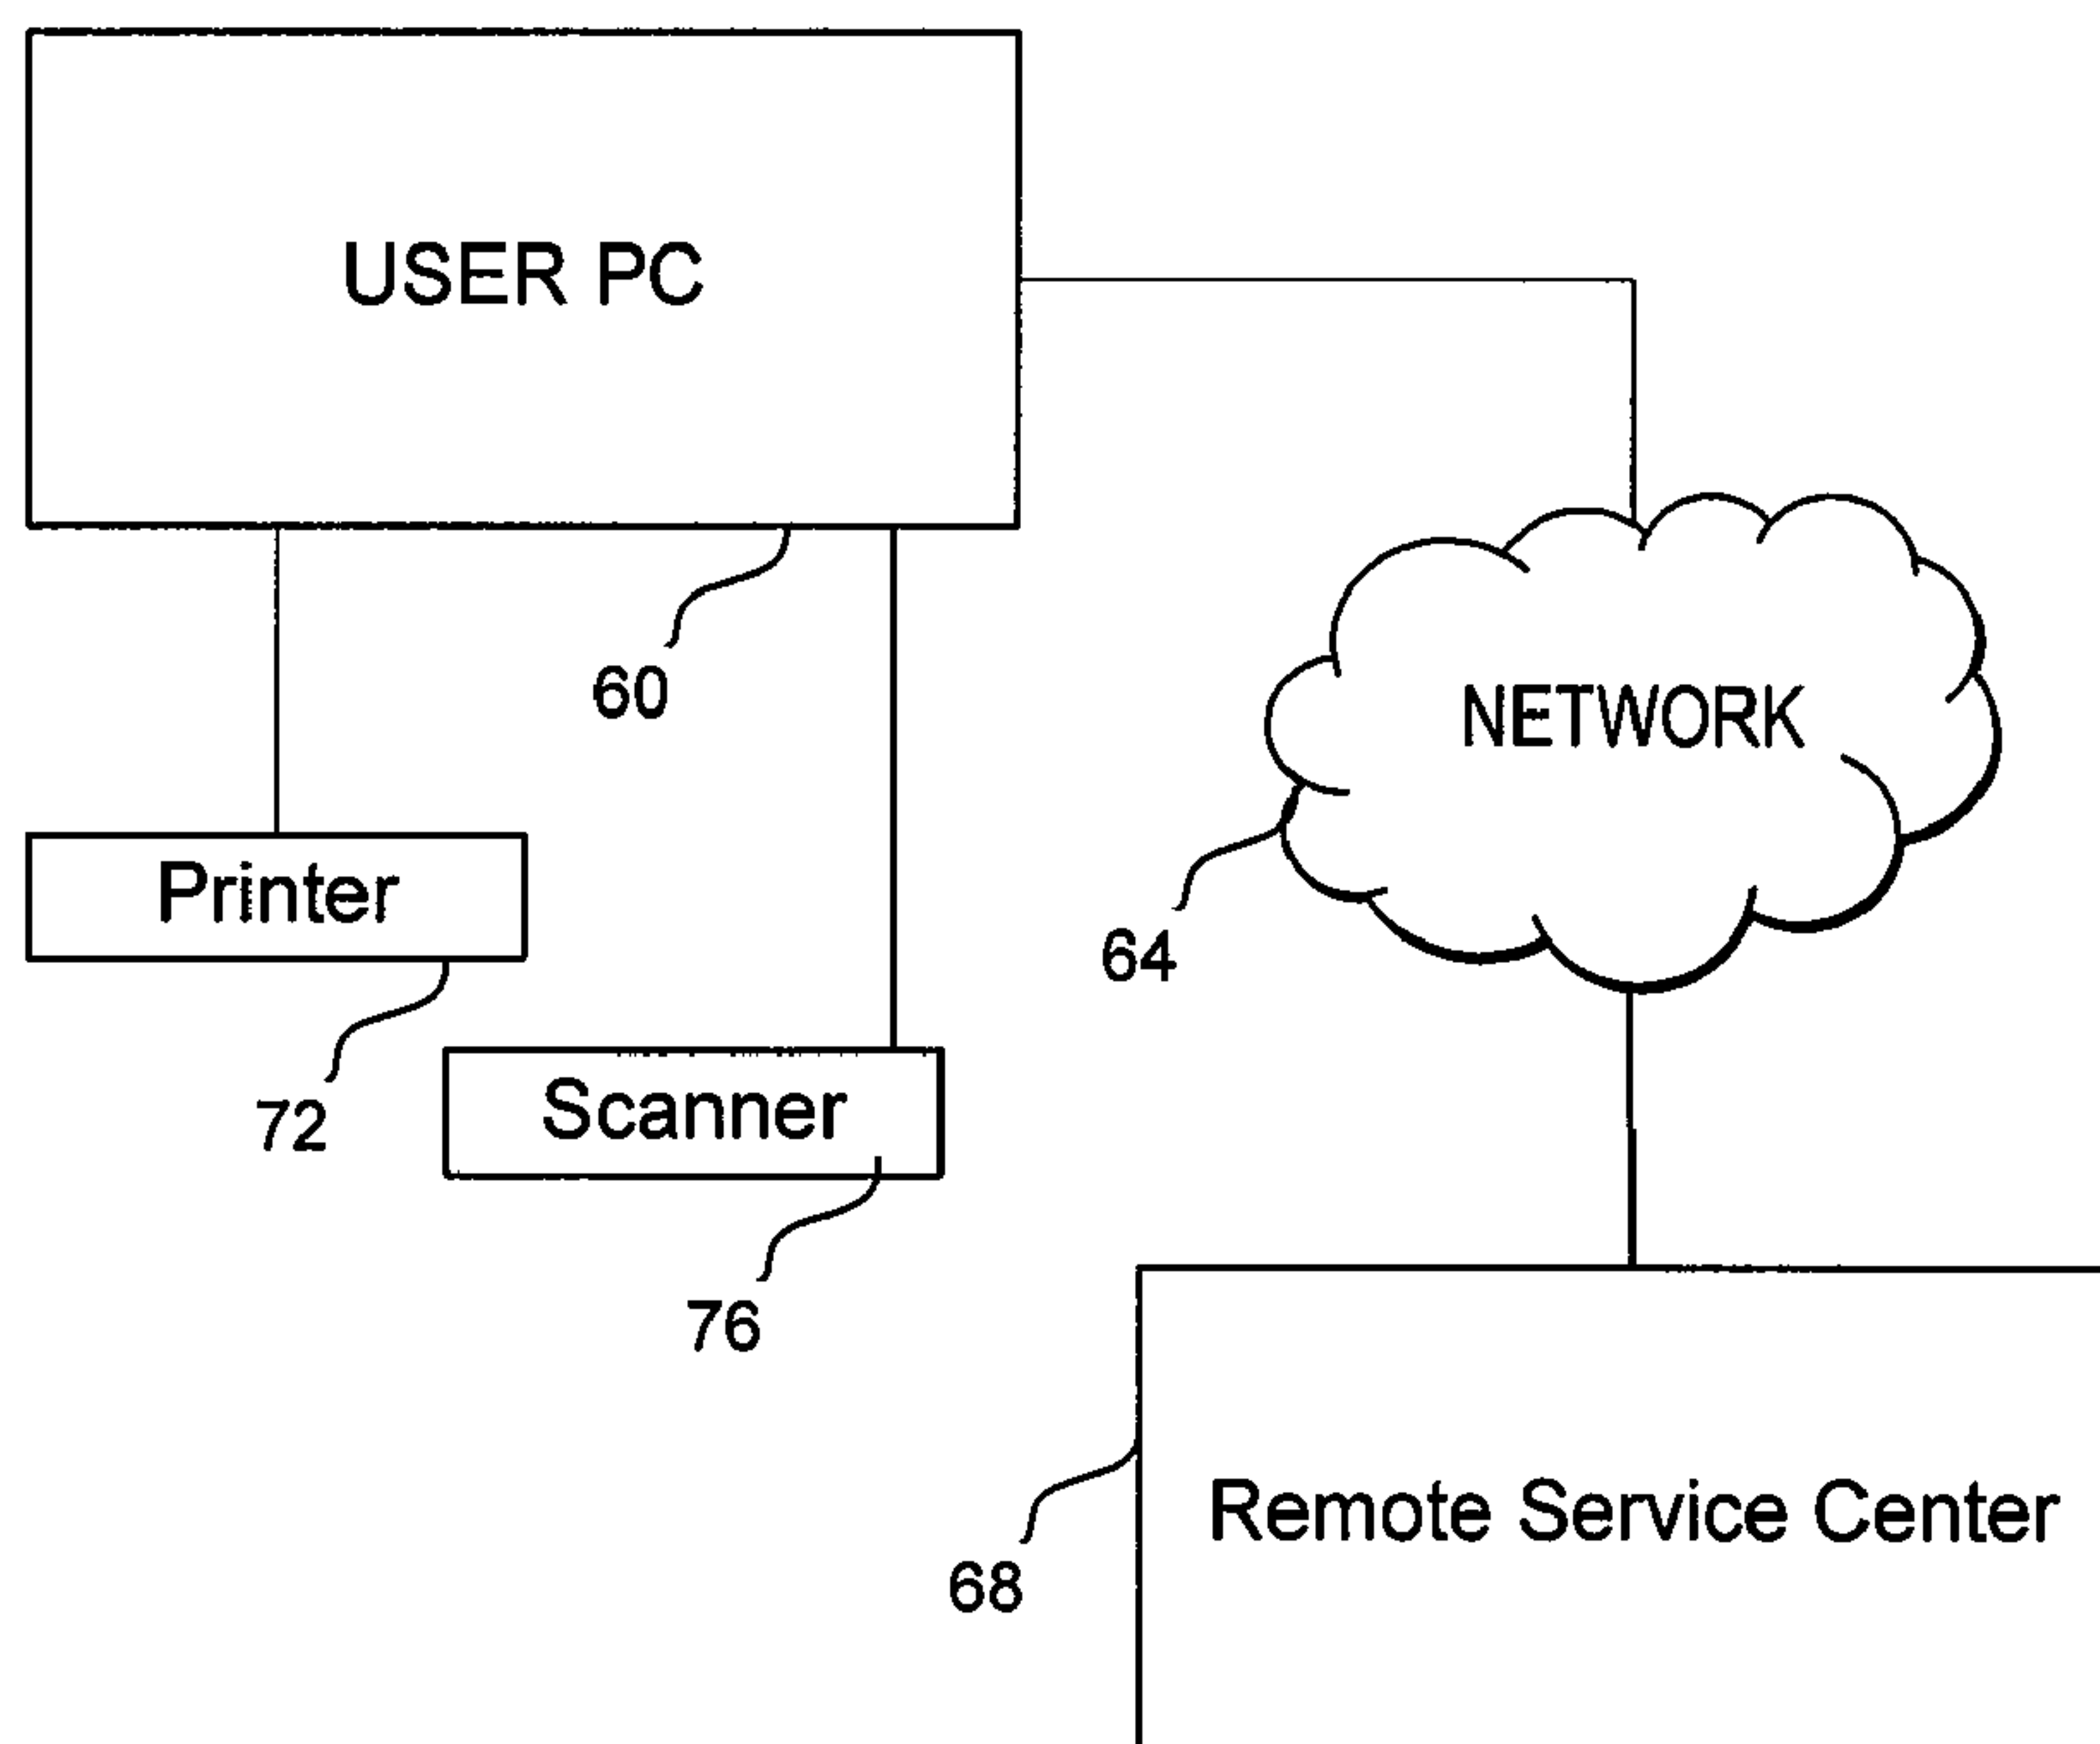 USER PC
60
NETWORK
Printer
64
72
Scanner
76
Remote Service Center
68